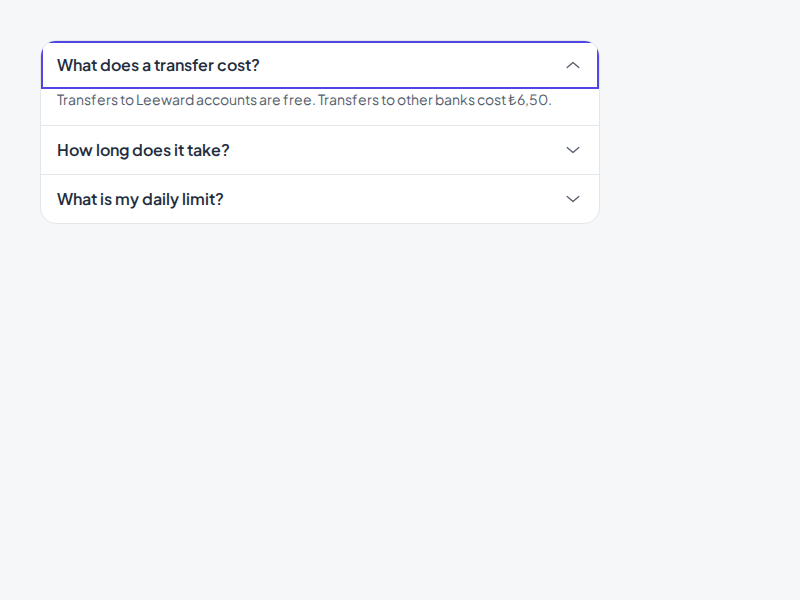 What does a transfer cost?
Transfers to Leeward accounts are free. Transfers to other banks cost ₺6,50.
How long does it take?
What is my daily limit?